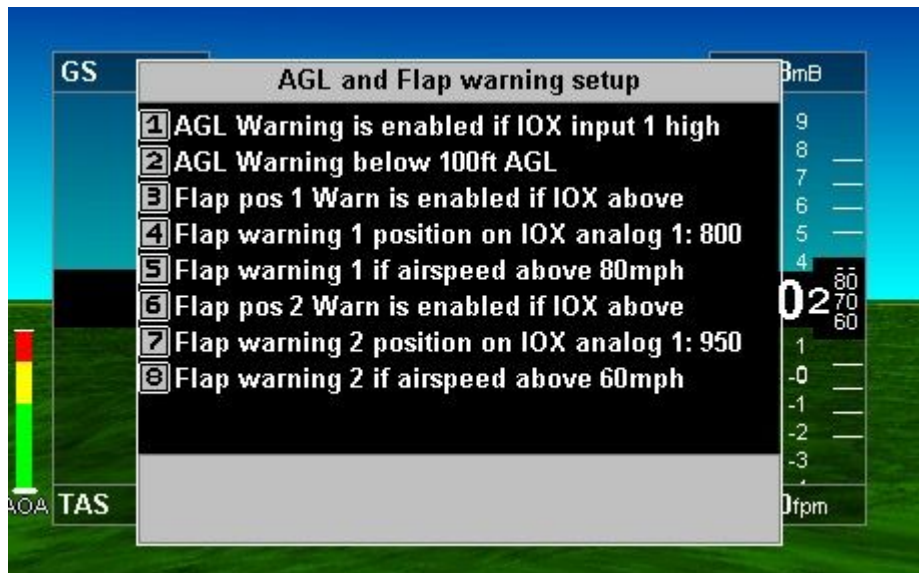 GS
AGL and Flap warning setup
3mB
1 AGL Warning is enabled if IOX input 1 high
2 AGL Warning below 100ft AGL
3 Flap pos 1 Warn is enabled if IOX above
4 Flap warning 1 position on IOX analog 1: 800
5 Flap warning 1 if airspeed above 80mph
6 Flap pos 2 Warn is enabled if IOX above
7 Flap warning 2 position on IOX analog 1: 950
8 Flap warning 2 if airspeed above 60mph
9
8
7
6
5
4
80
02 70
60
1
-0
-1
-2
-3
AOA
TAS
0fpm